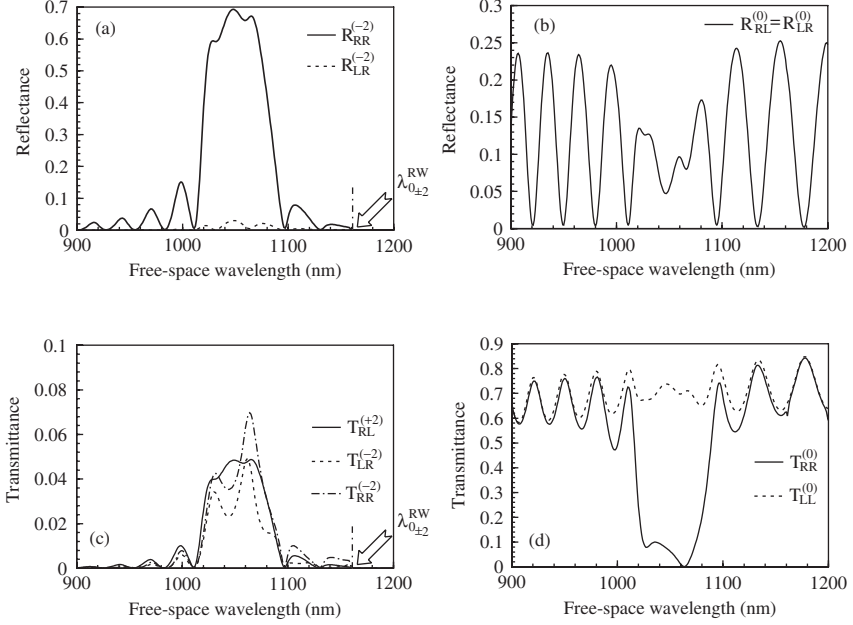 (a)
R_RR^(−2)
R_LR^(−2)
λ_0±2^RW
Reflectance
0.7
0.6
0.5
0.4
0.3
0.2
0.1
0
900 1000 1100 1200
Free-space wavelength (nm)
(b)
R_RL^(0)=R_LR^(0)
Reflectance
0.3
0.25
0.2
0.15
0.1
0.05
0
900 1000 1100 1200
Free-space wavelength (nm)
(c)
T_RL^(+2)
T_LR^(−2)
T_RR^(−2)
λ_0±2^RW
Transmittance
0.1
0.08
0.06
0.04
0.02
0
900 1000 1100 1200
Free-space wavelength (nm)
(d)
T_RR^(0)
T_LL^(0)
Transmittance
0.9
0.8
0.7
0.6
0.5
0.4
0.3
0.2
0.1
0
900 1000 1100 1200
Free-space wavelength (nm)